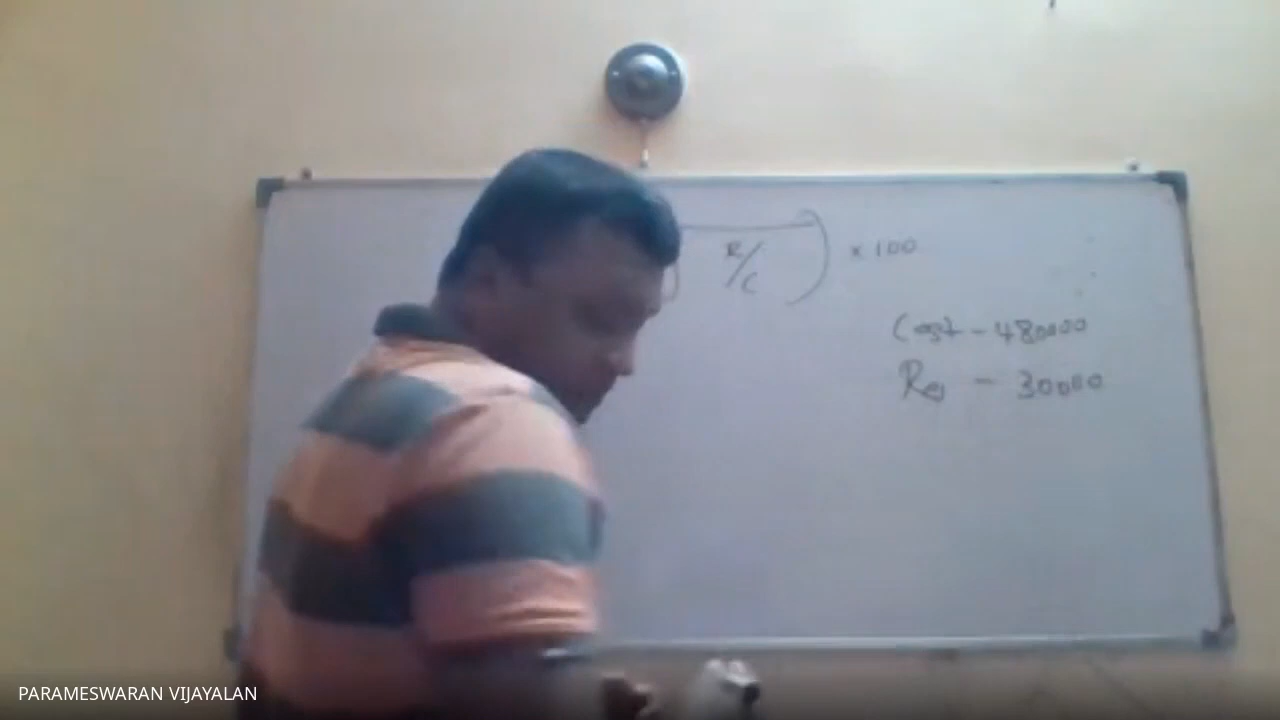 R/C × 100
Cost - 480000
Re - 30000
PARAMESWARAN VIJAYALAN